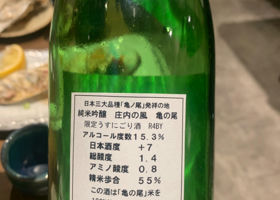 日本三大品種「亀ノ尾」発祥の地
純米吟醸 庄内の風 亀の尾
限定うすにごり酒 R4BY
アルコール度数15.3%
日本酒度 +7
総酸度 1.4
アミノ酸度 0.8
精米歩合 55%
この酒は「亀の尾」米を